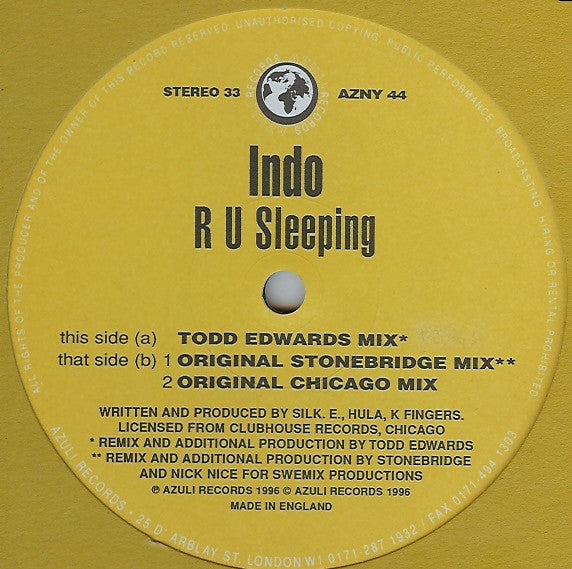 ALL RIGHTS OF THE PRODUCER AND OF THE OWNER OF THIS RECORD RESERVED. UNAUTHORISED COPYING, PUBLIC PERFORMANCE, BROADCASTING, HIRING OR RENTAL PROHIBITED
STEREO 33
RECORDS
AZNY 44
Indo
R U Sleeping
this side (a) TODD EDWARDS MIX*
that side (b) 1 ORIGINAL STONEBRIDGE MIX**
2 ORIGINAL CHICAGO MIX
WRITTEN AND PRODUCED BY SILK. E., HULA, K FINGERS.
LICENSED FROM CLUBHOUSE RECORDS, CHICAGO
* REMIX AND ADDITIONAL PRODUCTION BY TODD EDWARDS
** REMIX AND ADDITIONAL PRODUCTION BY STONEBRIDGE
AND NICK NICE FOR SWEMIX PRODUCTIONS
℗ AZULI RECORDS 1996 © AZULI RECORDS 1996
MADE IN ENGLAND
AZULI RECORDS • 25 D'ARBLAY ST. LONDON W1 0171-287 1932 / FAX 0171-494 1303